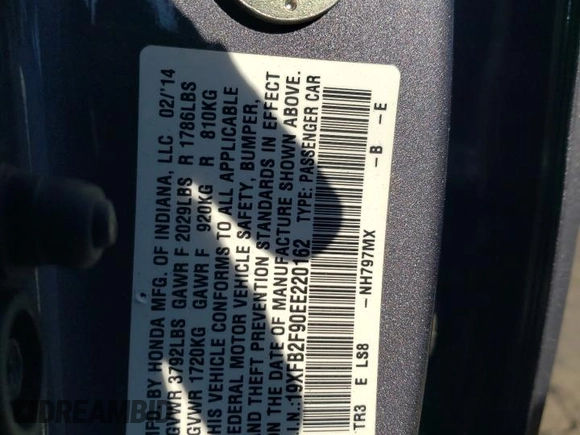 MFD BY HONDA MFG. OF INDIANA, LLC 02/'14
GVWR 3792LBS GAWR F 2029LBS R 1786LBS
GVWR 1720KG GAWR F 920KG R 810KG
THIS VEHICLE CONFORMS TO ALL APPLICABLE
FEDERAL MOTOR VEHICLE SAFETY, BUMPER,
AND THEFT PREVENTION STANDARDS IN EFFECT
ON THE DATE OF MANUFACTURE SHOWN ABOVE.
V.I.N.:19XFB2F90EE220162 TYPE: PASSENGER CAR
TR3 E LS8 -NH797MX -B -E
DREAMBID